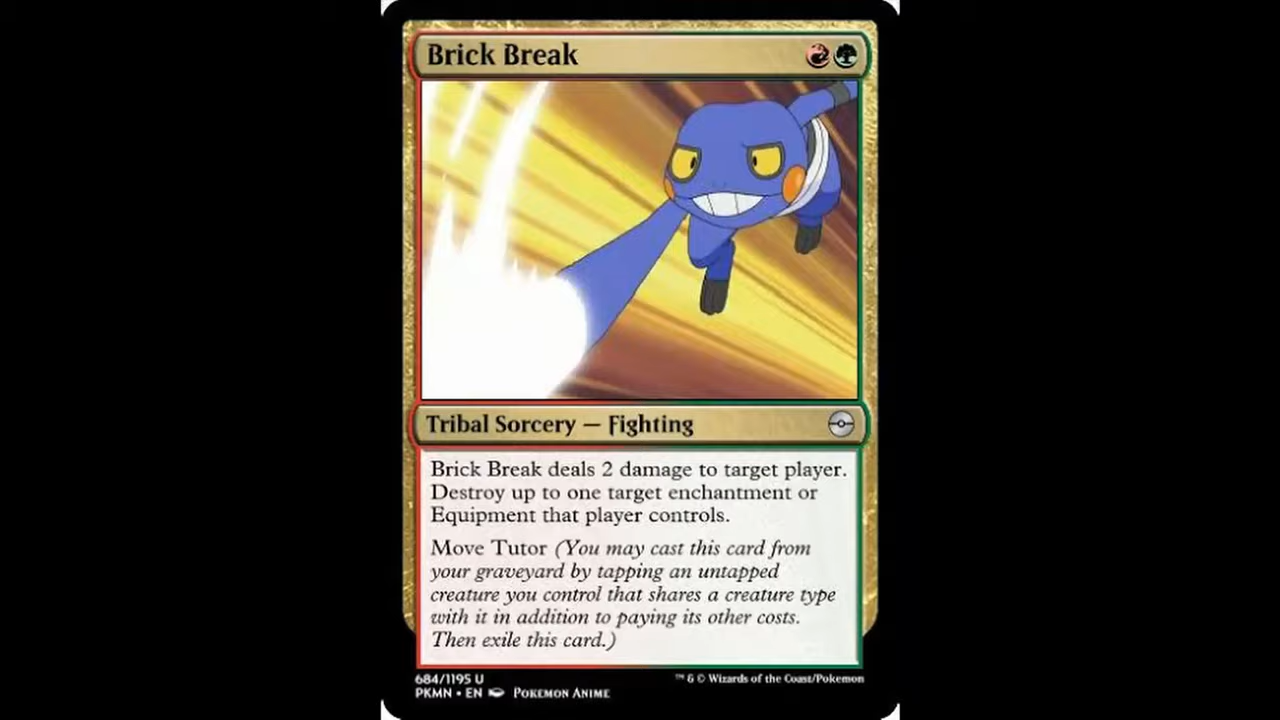 Brick Break
Tribal Sorcery — Fighting
Brick Break deals 2 damage to target player.
Destroy up to one target enchantment or
Equipment that player controls.
Move Tutor (You may cast this card from
your graveyard by tapping an untapped
creature you control that shares a creature type
with it in addition to paying its other costs.
Then exile this card.)
684/1195 U
™ & © Wizards of the Coast/Pokemon
PKMN • EN Pokemon Anime